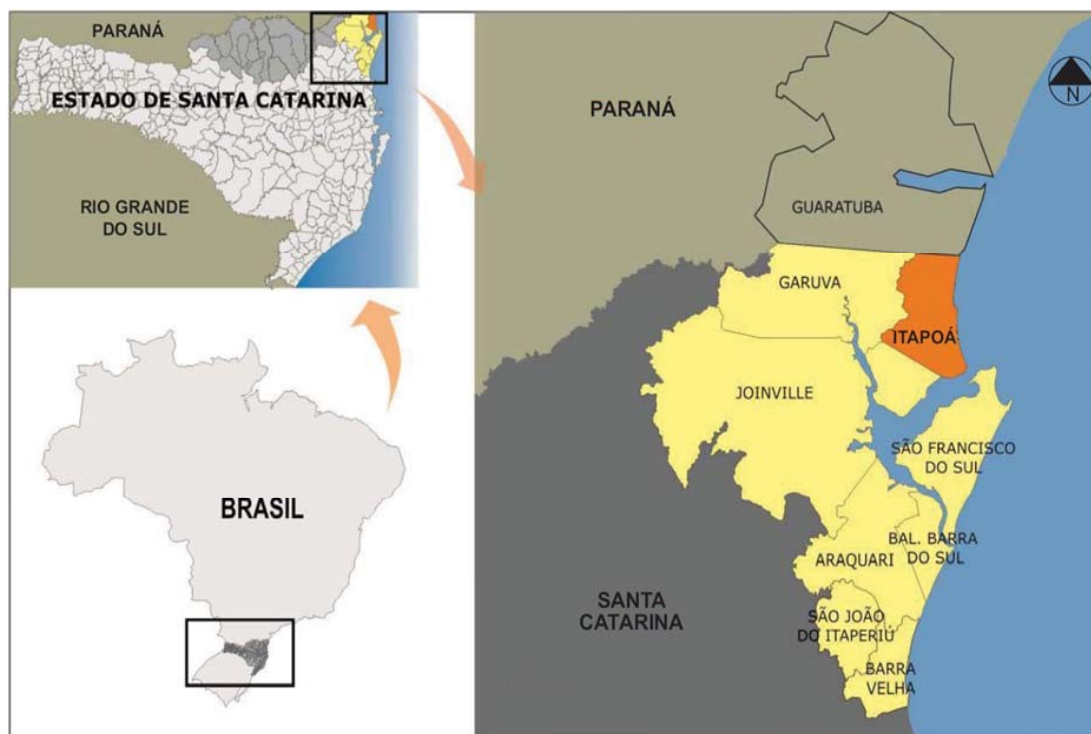 PARANÁ
ESTADO DE SANTA CATARINA
RIO GRANDE
DO SUL
BRASIL
PARANÁ
N
GUARATUBA
GARUVA
ITAPOÁ
JOINVILLE
SÃO FRANCISCO
DO SUL
BAL. BARRA
DO SUL
ARAQUARI
SANTA
CATARINA
SÃO JOÃO
DO ITAPERIÚ
BARRA
VELHA